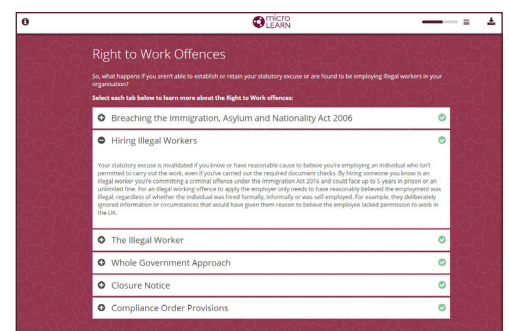 micro
LEARN
Right to Work Offences
So, what happens if you aren't able to establish or retain your statutory excuse or are found to be employing illegal workers in your
organisation?
Select each tab below to learn more about the Right to Work offences:
Breaching the Immigration, Asylum and Nationality Act 2006
Hiring Illegal Workers
Your statutory excuse is invalidated if you know or have reasonable cause to believe you're employing an individual who isn't
permitted to carry out the work, even if you've carried out the required document checks. By hiring someone you know is an
illegal worker you're committing a criminal offence under the Immigration Act 2016 and could face up to 5 years in prison or an
unlimited fine. For an illegal working offence to apply the employer only needs to have reasonably believed the employment was
illegal, regardless of whether the individual was hired formally, informally or was self-employed. For example, they deliberately
ignored information or circumstances that would have given them reason to believe the employee lacked permission to work in
the UK.
The Illegal Worker
Whole Government Approach
Closure Notice
Compliance Order Provisions